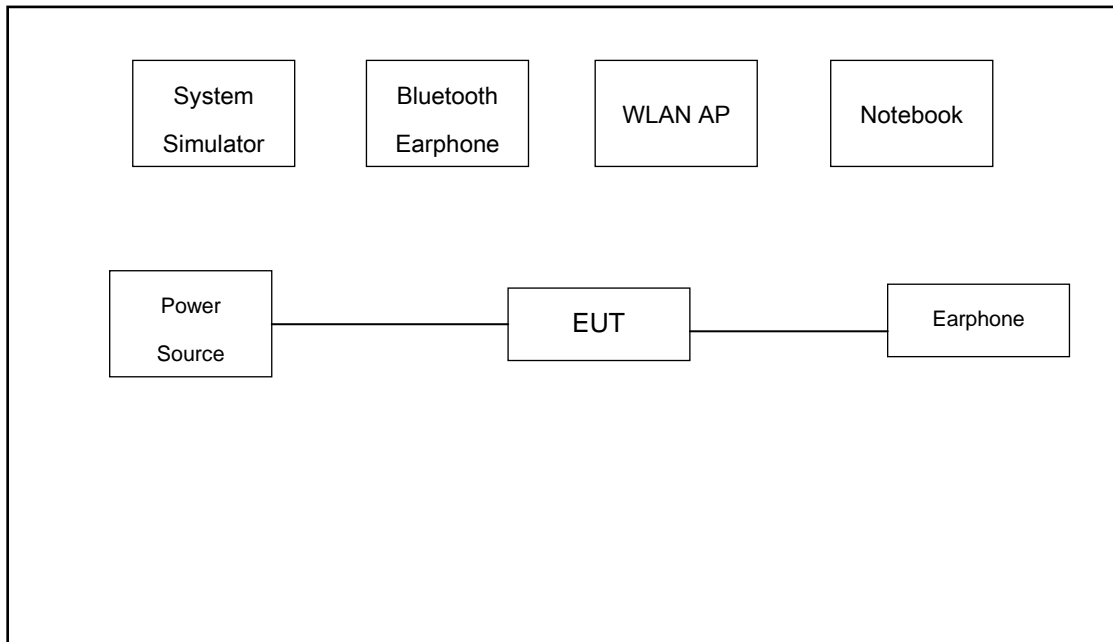 System
Simulator
Bluetooth
Earphone
WLAN AP
Notebook
Power
Source
EUT
Earphone